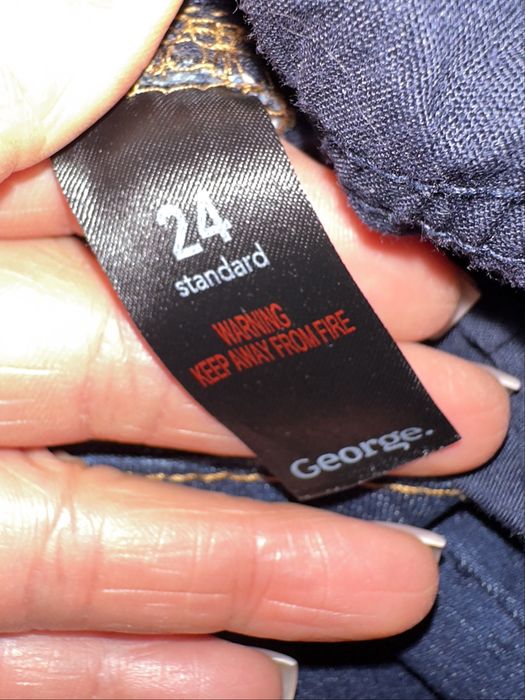 24
standard
WARNING
KEEP AWAY FROM FIRE
George.